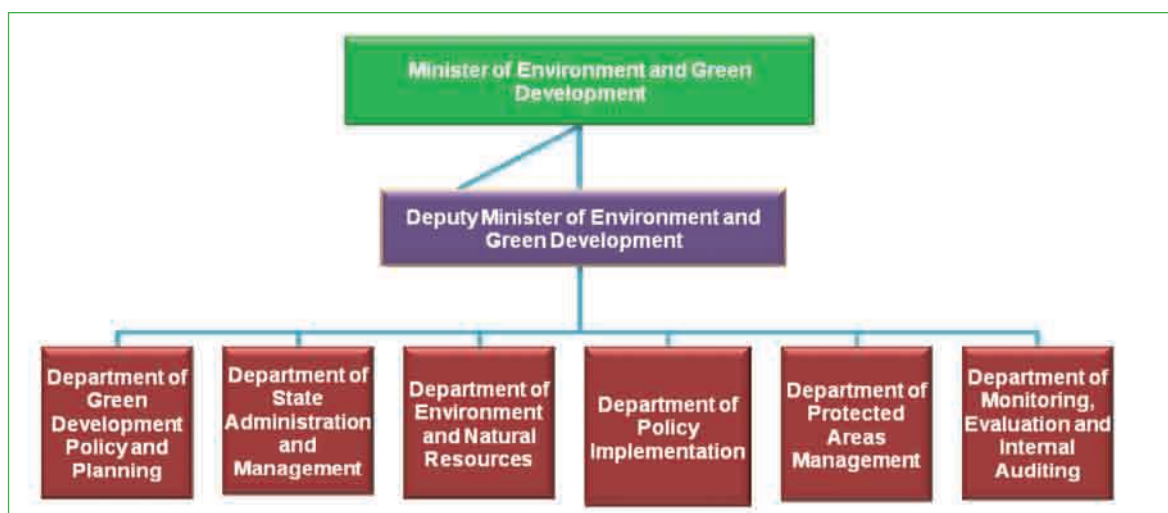 Minister of Environment and Green
Development
Deputy Minister of Environment and
Green Development
Department of
Green
Development
Policy and
Planning
Department of
State
Administration
and
Management
Department of
Environment
and Natural
Resources
Department of
Policy
Implementation
Department of
Protected
Areas
Management
Department of
Monitoring,
Evaluation and
Internal
Auditing